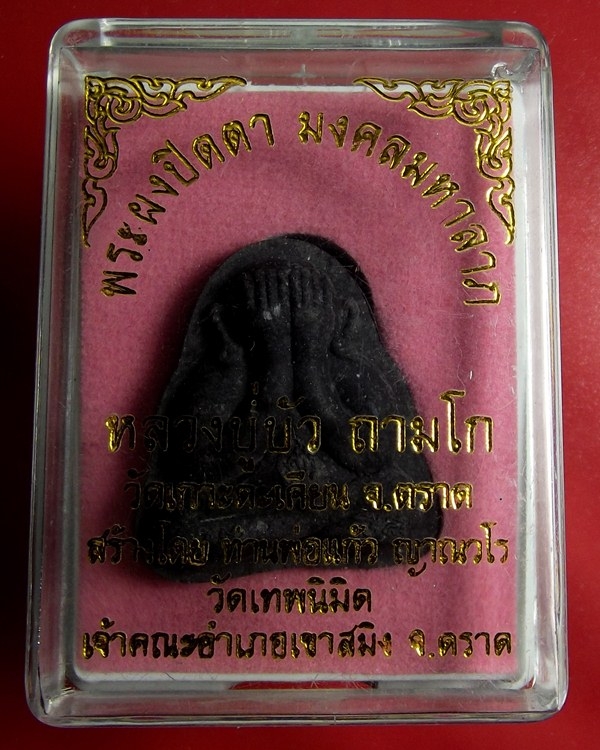 พระผงปิดตา มงคลมหาลาภ
หลวงปู่บัว ถามโก
วัดเกาะตะเคียน จ.ตราด
สร้างโดย ท่านพ่อแก้ว ญาณวโร
วัดเทพนิมิต
เจ้าคณะอำเภอเขาสมิง จ.ตราด